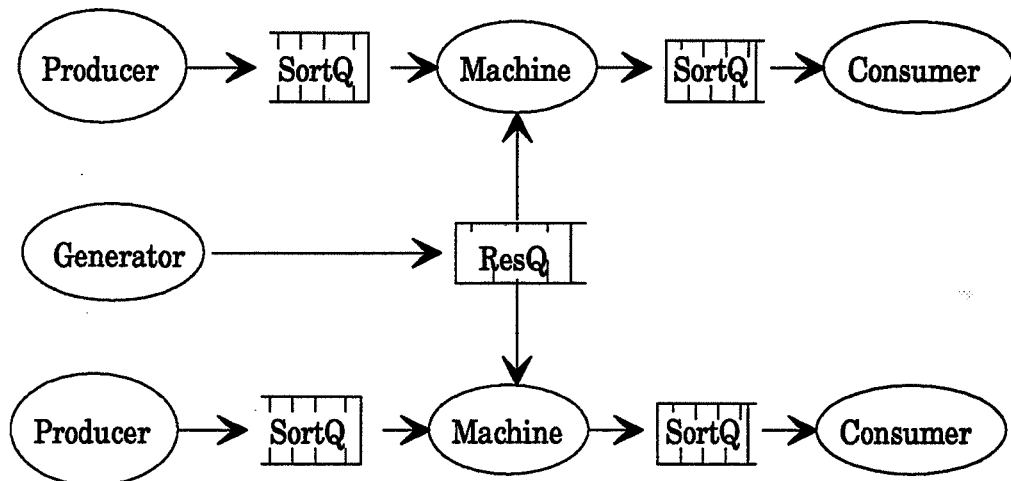 Producer SortQ Machine SortQ Consumer
Generator ResQ
Producer SortQ Machine SortQ Consumer